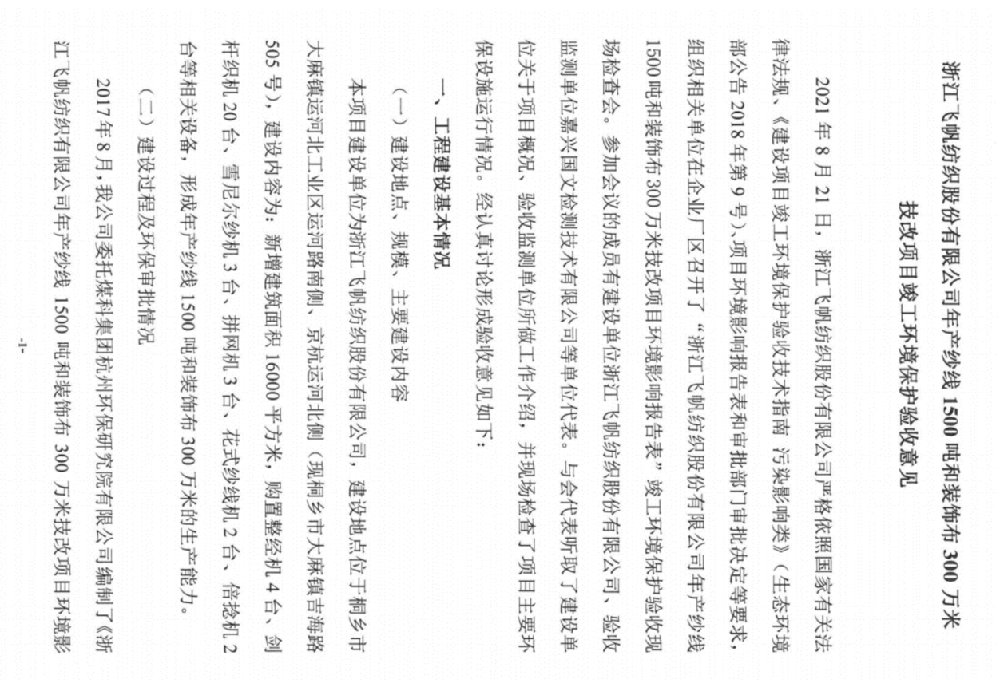 浙江飞帆纺织股份有限公司年产纱线 1500 吨和装饰布 300 万米
技改项目竣工环境保护验收意见
2021 年 8 月 21 日，浙江飞帆纺织股份有限公司严格依照国家有关法
律法规、《建设项目竣工环境保护验收技术指南 污染影响类》（生态环境
部公告 2018 年第 9 号）、项目环境影响报告表和审批部门审批决定等要求，
组织相关单位在企业厂区召开了“浙江飞帆纺织股份有限公司年产纱线
1500 吨和装饰布 300 万米技改项目环境影响报告表”竣工环境保护验收现
场检查会。参加会议的成员有建设单位浙江飞帆纺织股份有限公司、验收
监测单位嘉兴国文检测技术有限公司等单位代表。与会代表听取了建设单
位关于项目概况、验收监测单位所做工作介绍，并现场检查了项目主要环
保设施运行情况。经认真讨论形成验收意见如下：
一、工程建设基本情况
（一）建设地点、规模、主要建设内容
本项目建设单位为浙江飞帆纺织股份有限公司，建设地点位于桐乡市
大麻镇运河北工业区运河路南侧、京杭运河北侧（现桐乡市大麻镇吉海路
505 号），建设内容为：新增建筑面积 16000 平方米，购置整经机 4 台、剑
杆织机 20 台、雪尼尔纱机 3 台、拼网机 3 台、花式纱线机 2 台、倍捻机 2
台等相关设备，形成年产纱线 1500 吨和装饰布 300 万米的生产能力。
（二）建设过程及环保审批情况
2017 年 8 月，我公司委托煤科集团杭州环保研究院有限公司编制了《浙
江飞帆纺织有限公司年产纱线 1500 吨和装饰布 300 万米技改项目环境影
-1-